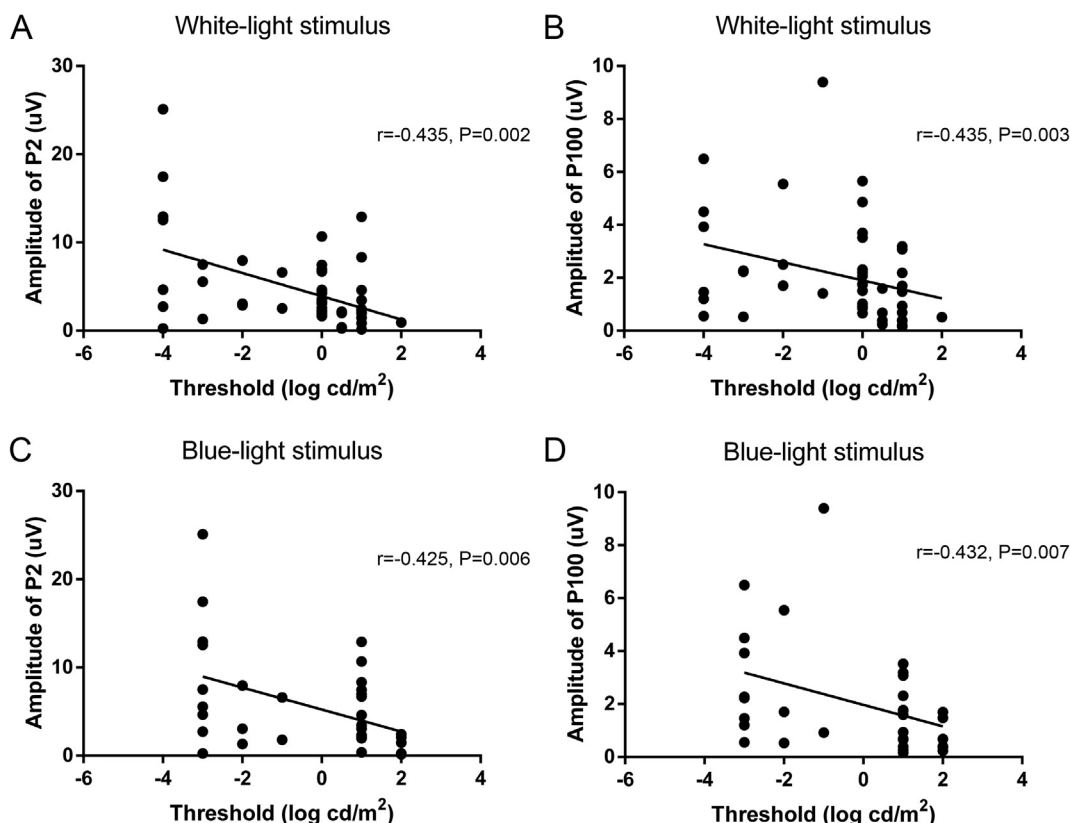 A
White-light stimulus
Amplitude of P2 (uV)
30
20
10
0
-6
-4
-2
0
2
4
r=-0.435, P=0.002
Threshold (log cd/m²)
B
White-light stimulus
Amplitude of P100 (uV)
10
8
6
4
2
0
-6
-4
-2
0
2
4
r=-0.435, P=0.003
Threshold (log cd/m²)
C
Blue-light stimulus
Amplitude of P2 (uV)
30
20
10
0
-6
-4
-2
0
2
4
r=-0.425, P=0.006
Threshold (log cd/m²)
D
Blue-light stimulus
Amplitude of P100 (uV)
10
8
6
4
2
0
-6
-4
-2
0
2
4
r=-0.432, P=0.007
Threshold (log cd/m²)